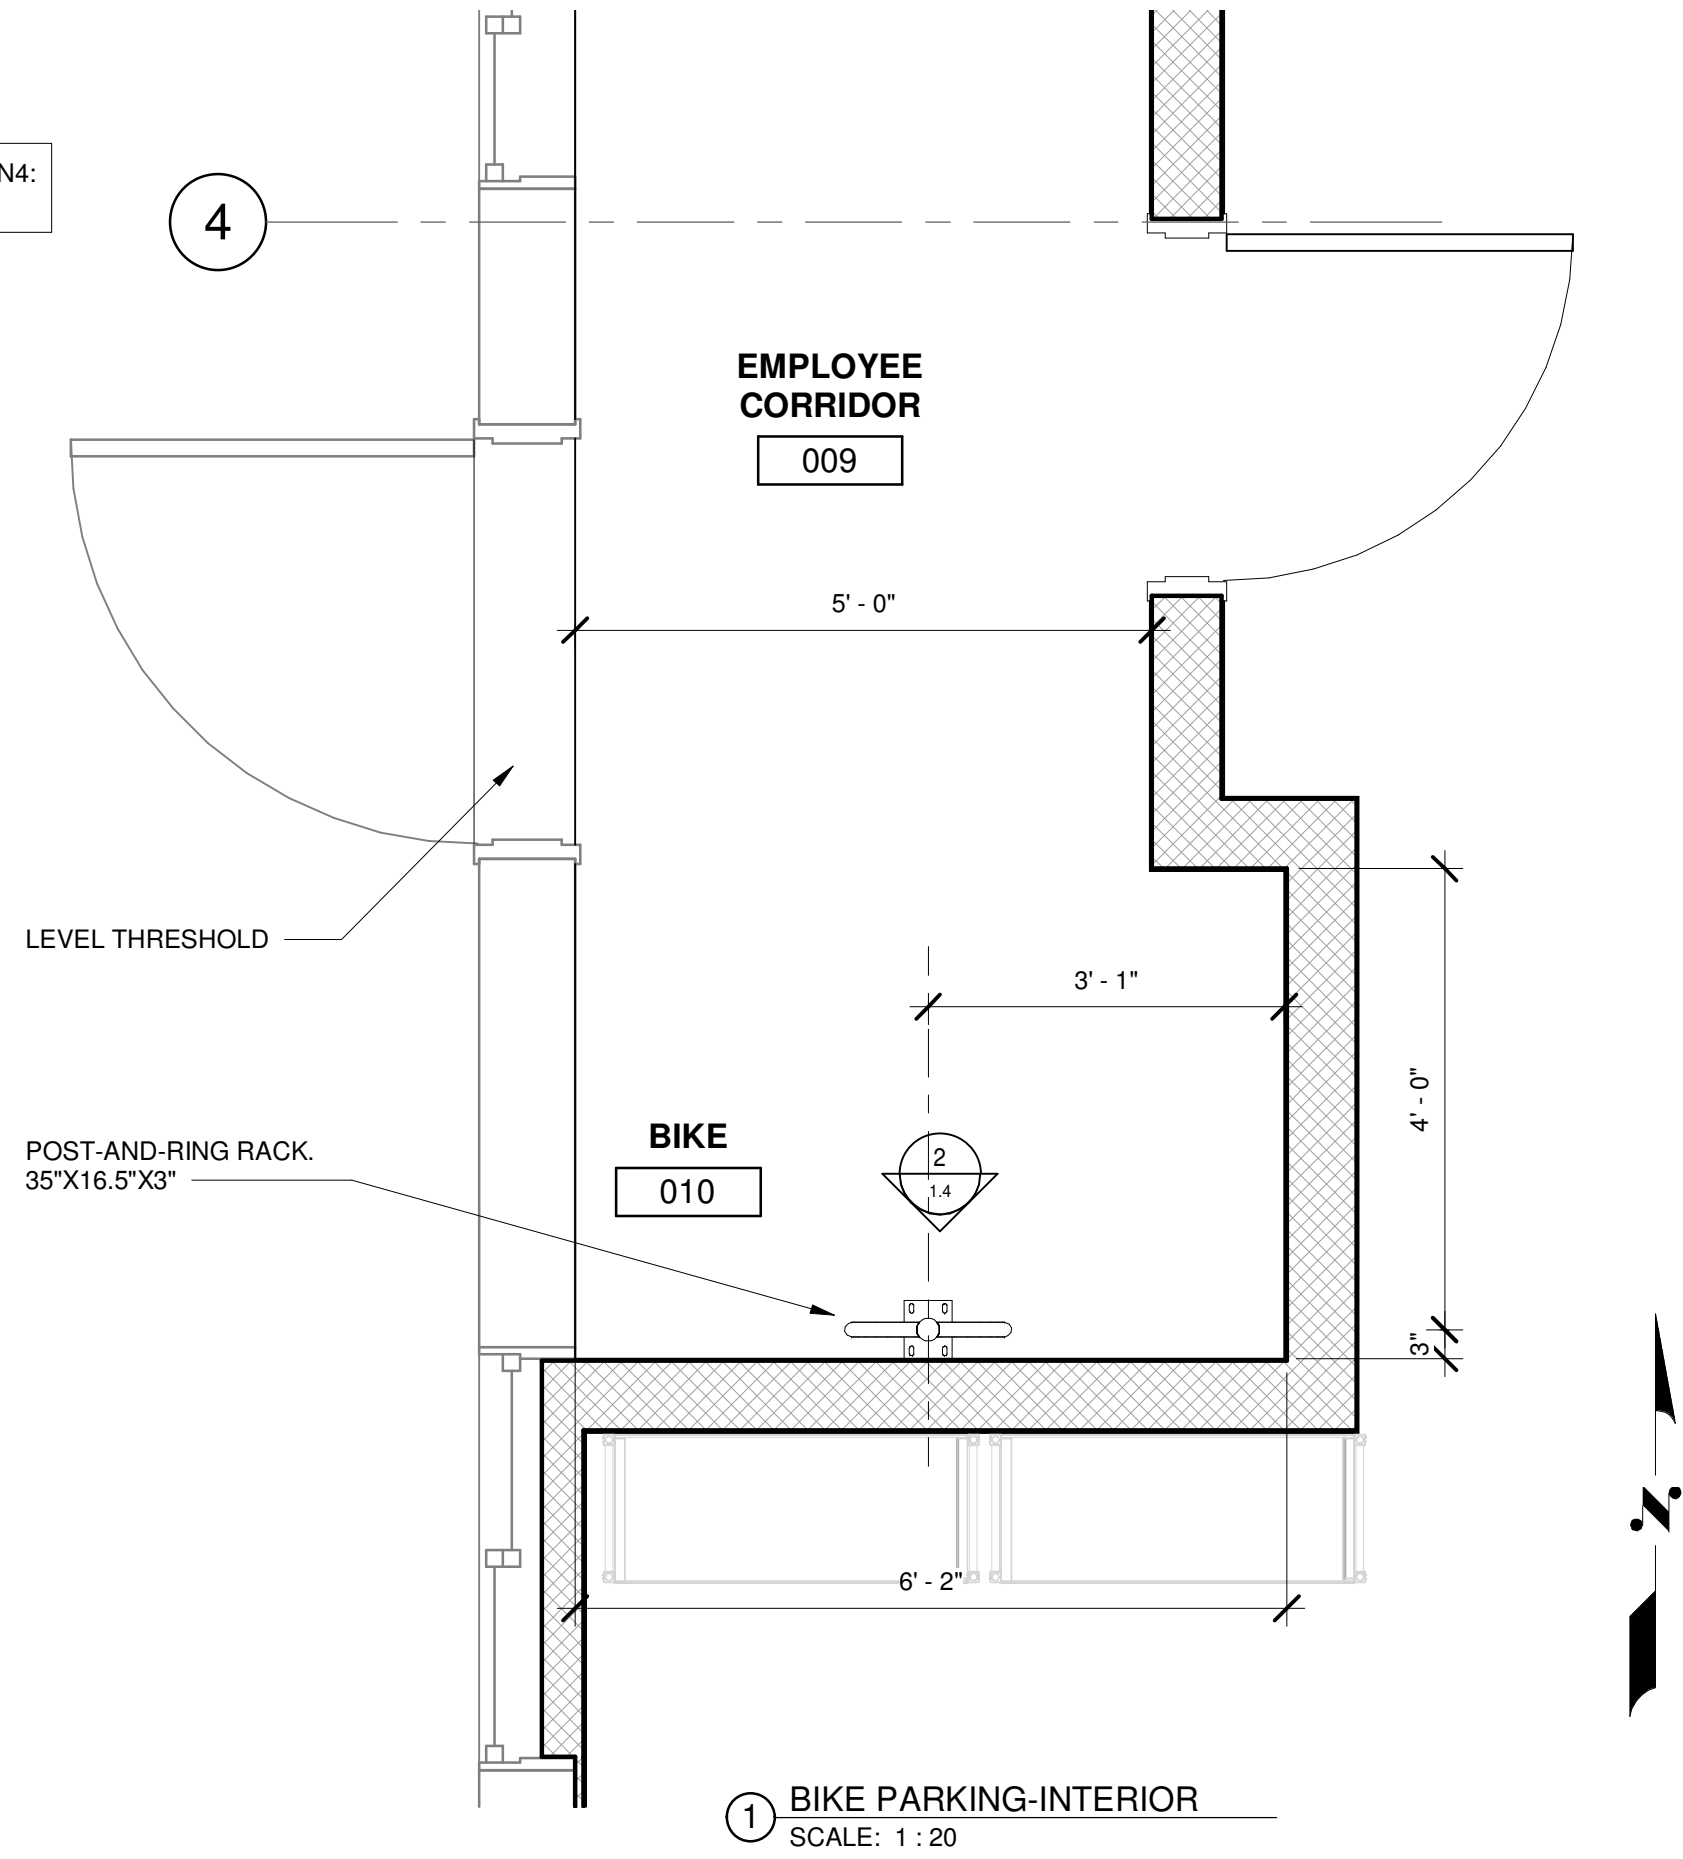 N4:
4
EMPLOYEE
CORRIDOR
009
5' - 0"
LEVEL THRESHOLD
3' - 1"
4' - 0"
BIKE
010
2
1.4
POST-AND-RING RACK.
35"X16.5"X3"
3"
N
6' - 2"
1
BIKE PARKING-INTERIOR
SCALE: 1 : 20